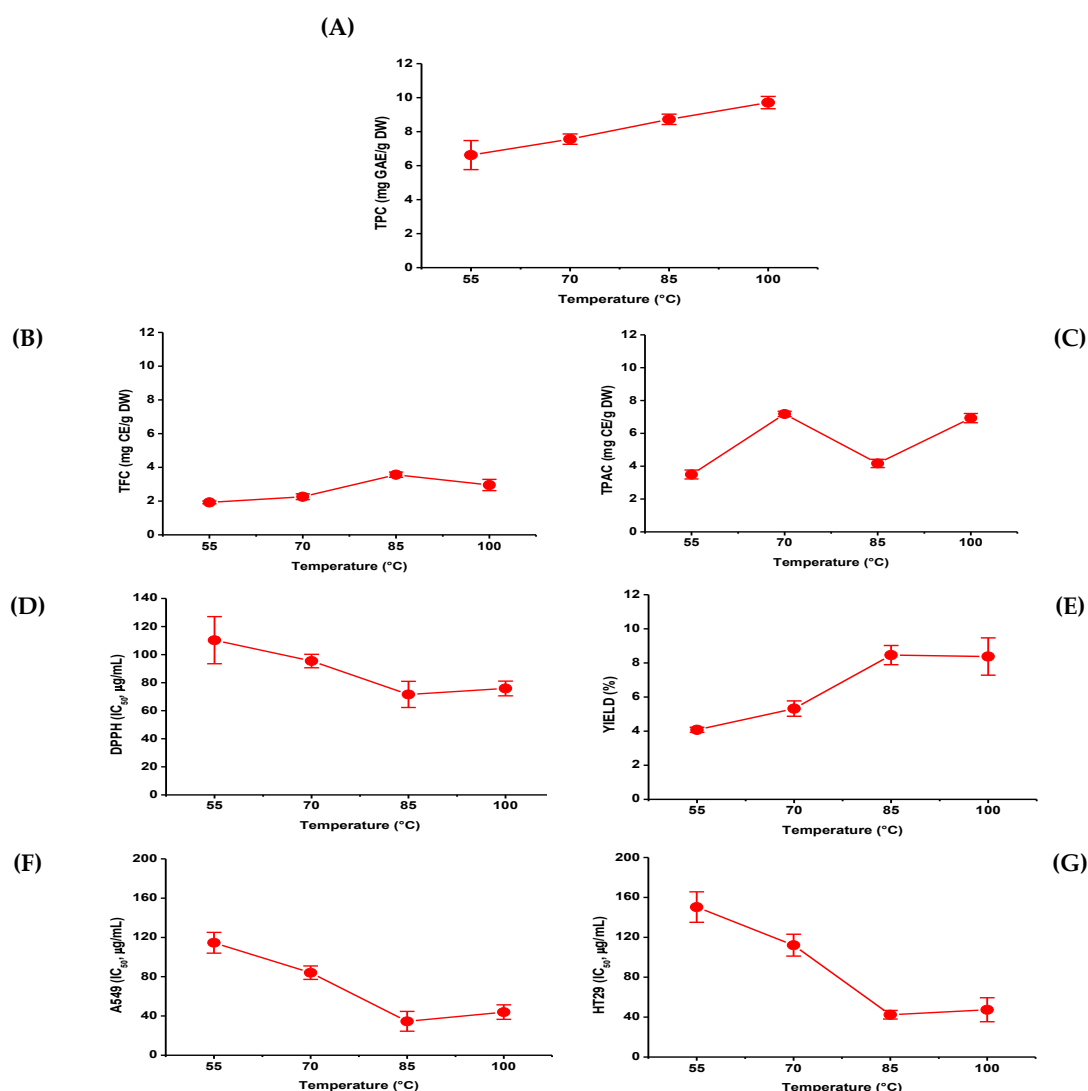 (A)
TPC (mg GAE/g DW)
12
10
8
6
4
2
0
55 70 85 100
Temperature (°C)
(B)
TFC (mg CE/g DW)
12
10
8
6
4
2
0
55 70 85 100
Temperature (°C)
(C)
TPAC (mg CE/g DW)
12
10
8
6
4
2
0
55 70 85 100
Temperature (°C)
(D)
DPPH (IC50, µg/mL)
140
120
100
80
60
40
20
0
55 70 85 100
Temperature (°C)
(E)
YIELD (%)
12
10
8
6
4
2
0
55 70 85 100
Temperature (°C)
(F)
A549 (IC50, µg/mL)
200
160
120
80
40
0
55 70 85 100
Temperature (°C)
(G)
HT29 (IC50, µg/mL)
200
160
120
80
40
0
55 70 85 100
Temperature (°C)